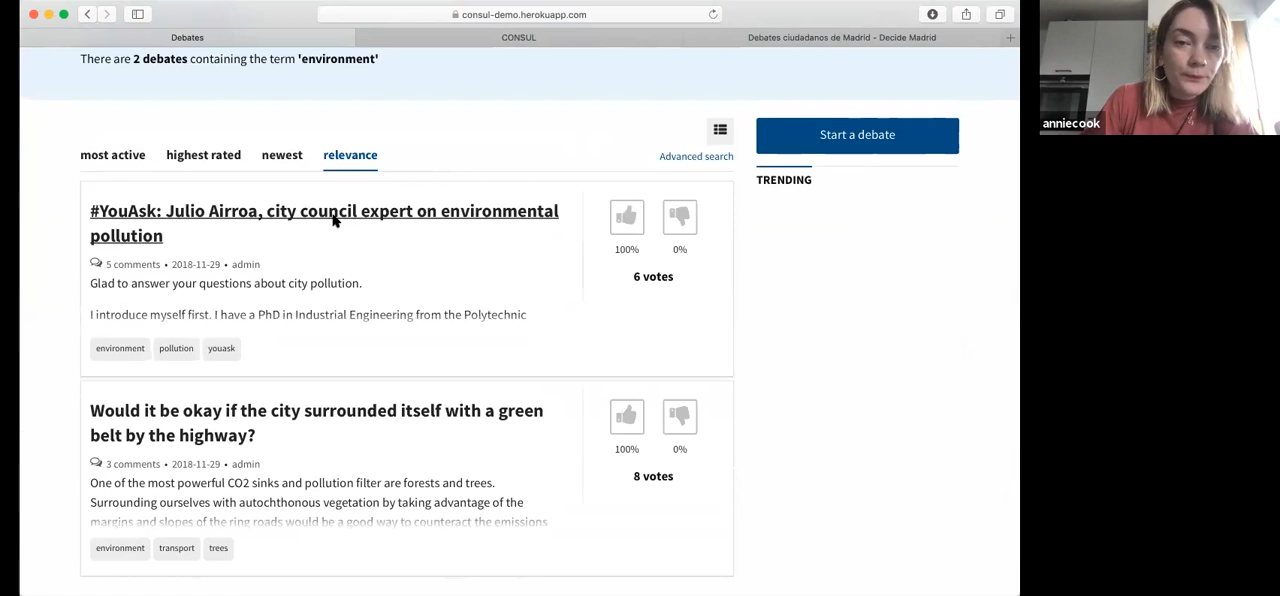 consul-demo.herokuapp.com
Debates
CONSUL
Debates ciudadanos de Madrid - Decide Madrid
There are 2 debates containing the term 'environment'
most active
highest rated
newest
relevance
Advanced search
#YouAsk: Julio Airroa, city council expert on environmental
pollution
5 comments • 2018-11-29 • admin
Glad to answer your questions about city pollution.
I introduce myself first. I have a PhD in Industrial Engineering from the Polytechnic
environment
pollution
youask
100%
0%
6 votes
Would it be okay if the city surrounded itself with a green
belt by the highway?
3 comments • 2018-11-29 • admin
One of the most powerful CO2 sinks and pollution filter are forests and trees.
Surrounding ourselves with autochthonous vegetation by taking advantage of the
margins and slopes of the ring roads would be a good way to counteract the emissions
environment
transport
trees
100%
0%
8 votes
Start a debate
TRENDING
anniecook